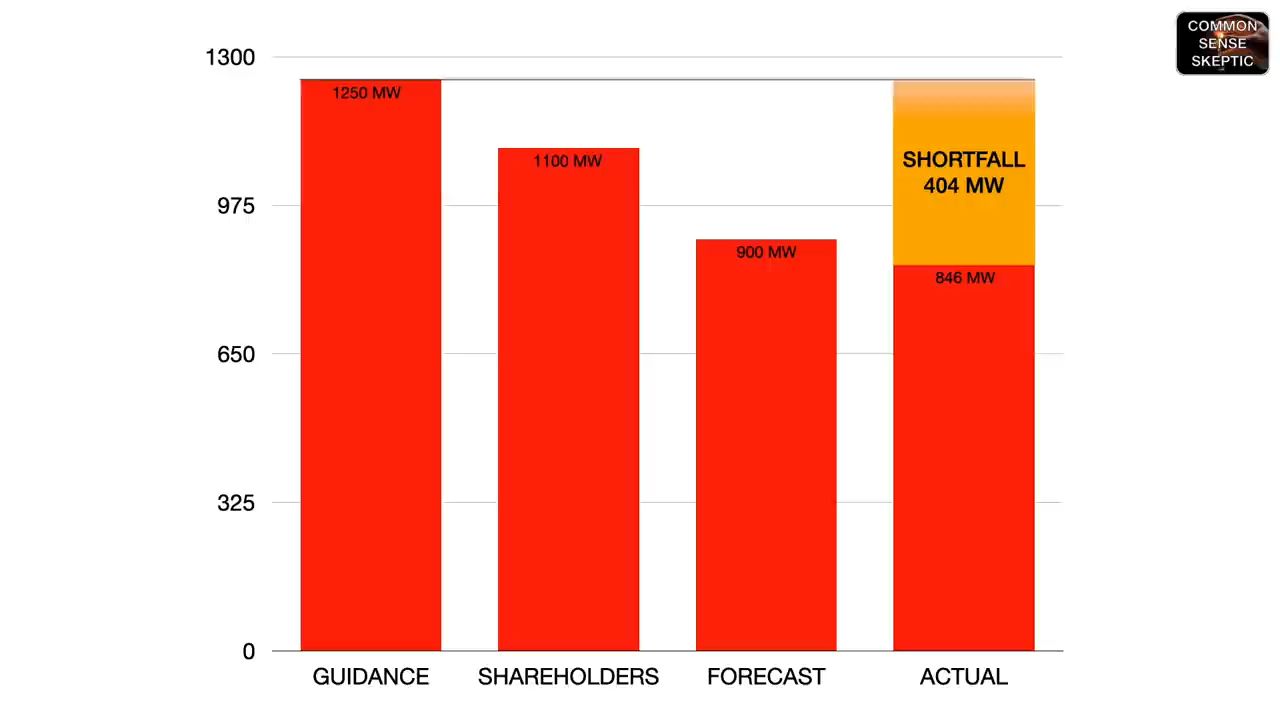 COMMON
SENSE
SKEPTIC
1300
975
650
325
0
1250 MW
1100 MW
900 MW
SHORTFALL
404 MW
846 MW
GUIDANCE
SHAREHOLDERS
FORECAST
ACTUAL